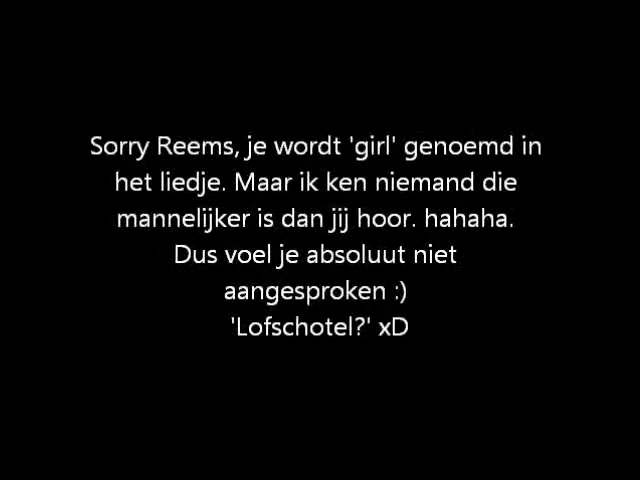 Sorry Reems, je wordt 'girl' genoemd in
het liedje. Maar ik ken niemand die
mannelijker is dan jij hoor. hahaha.
Dus voel je absoluut niet
aangesproken :)
'Lofschotel?' xD